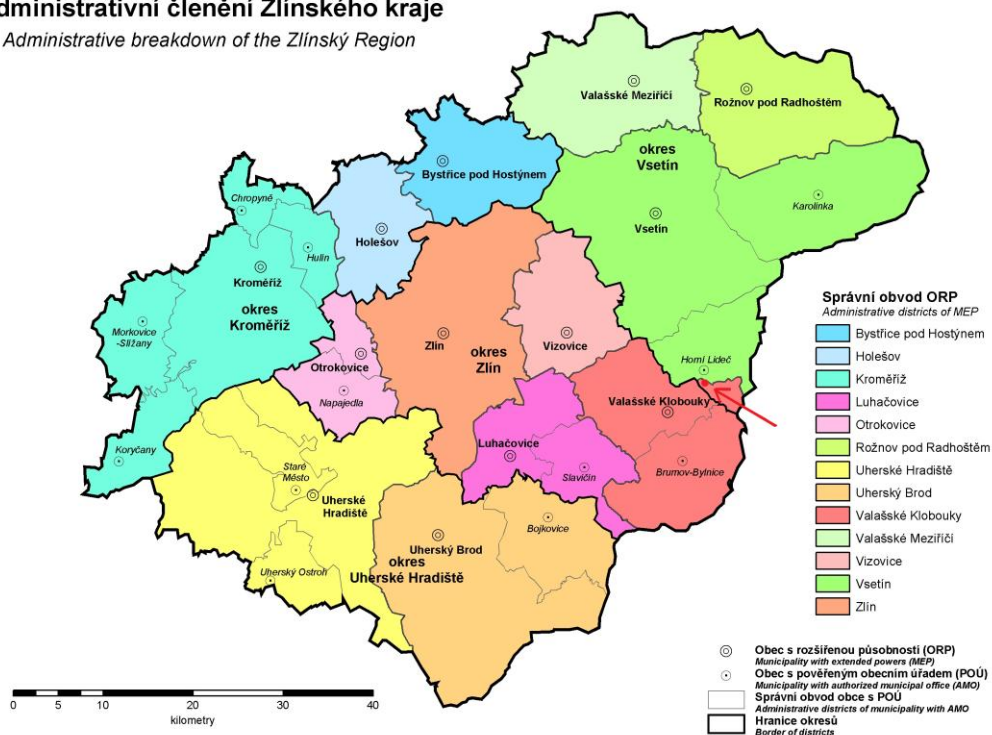 dministrativní členění Zlínského kraje
Administrative breakdown of the Zlínský Region
Valašské Meziříčí
Rožnov pod Radhoštěm
okres
Vsetín
Bystřice pod Hostýnem
Karolinka
Chropyně
Vsetín
Holešov
Hulín
Kroměříž
okres
Kroměříž
Morkovice
-Slížany
Zlín
okres
Zlín
Vizovice
Horní Lideč
Otrokovice
Napajedla
Valašské Klobouky
Luhačovice
Koryčany
Staré
Město
Slavičín
Brumov-Bylnice
Uherské
Hradiště
Bojkovice
Uherský Brod
okres
Uherské Hradiště
Uherský Ostroh
Správní obvod ORP
Administrative districts of MEP
Bystřice pod Hostýnem
Holešov
Kroměříž
Luhačovice
Otrokovice
Rožnov pod Radhoštěm
Uherské Hradiště
Uherský Brod
Valašské Klobouky
Valašské Meziříčí
Vizovice
Vsetín
Zlín
Obec s rozšířenou působností (ORP)
Municipality with extended powers (MEP)
Obec s pověřeným obecním úřadem (POÚ)
Municipality with authorized municipal office (AMO)
Správní obvod obce s POÚ
Administrative districts of municipality with AMO
Hranice okresů
Border of districts
0 5 10 20 30 40
kilometry